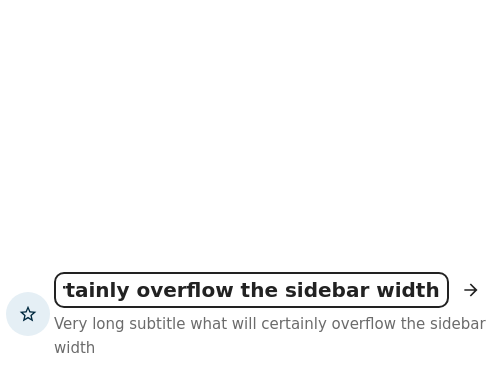 tainly overflow the sidebar width
Very long subtitle what will certainly overflow the sidebar
width